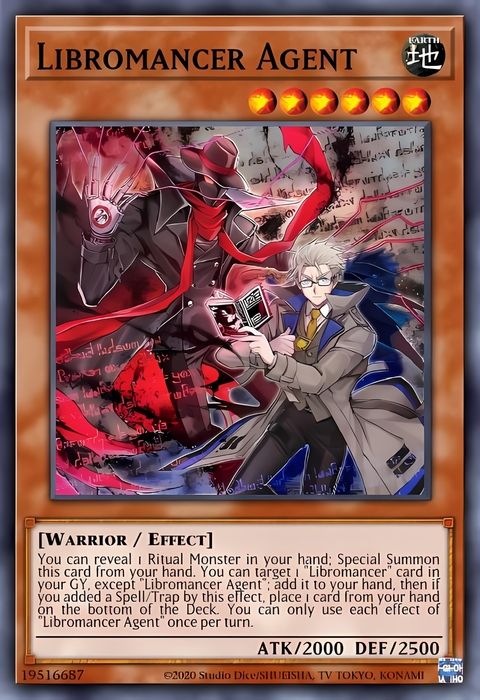 LIBROMANCER AGENT
EARTH
地
[WARRIOR / EFFECT]
You can reveal 1 Ritual Monster in your hand; Special Summon
this card from your hand. You can target 1 "Libromancer" card in
your GY, except "Libromancer Agent"; add it to your hand, then if
you added a Spell/Trap by this effect, place 1 card from your hand
on the bottom of the Deck. You can only use each effect of
"Libromancer Agent" once per turn.
ATK/2000 DEF/2500
19516687
©2020 Studio Dice/SHUEISHA, TV TOKYO, KONAMI